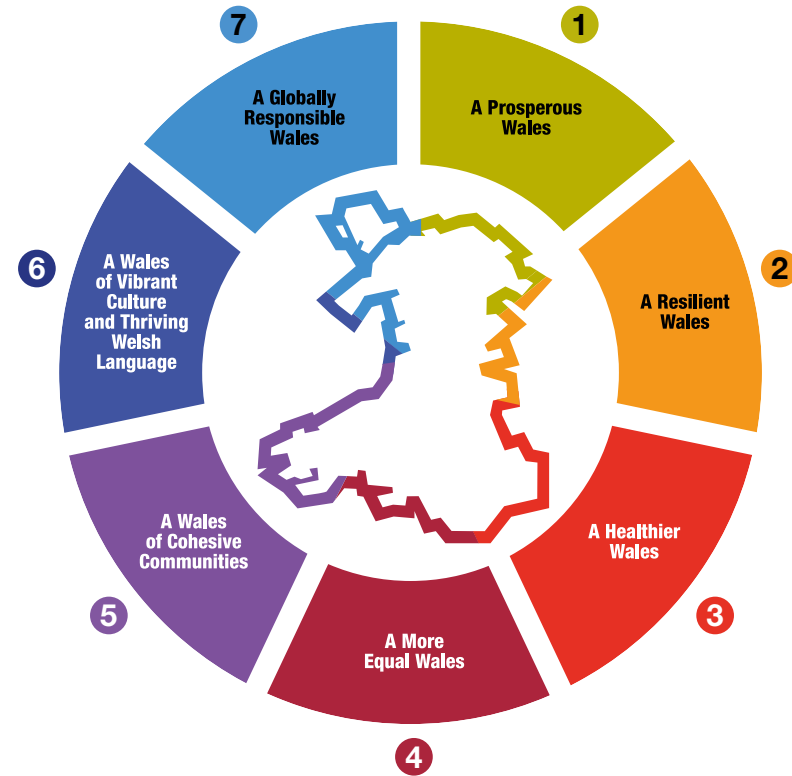 1
A Prosperous
Wales
2
A Resilient
Wales
3
A Healthier
Wales
4
A More
Equal Wales
5
A Wales
of Cohesive
Communities
6
A Wales
of Vibrant
Culture
and Thriving
Welsh
Language
7
A Globally
Responsible
Wales